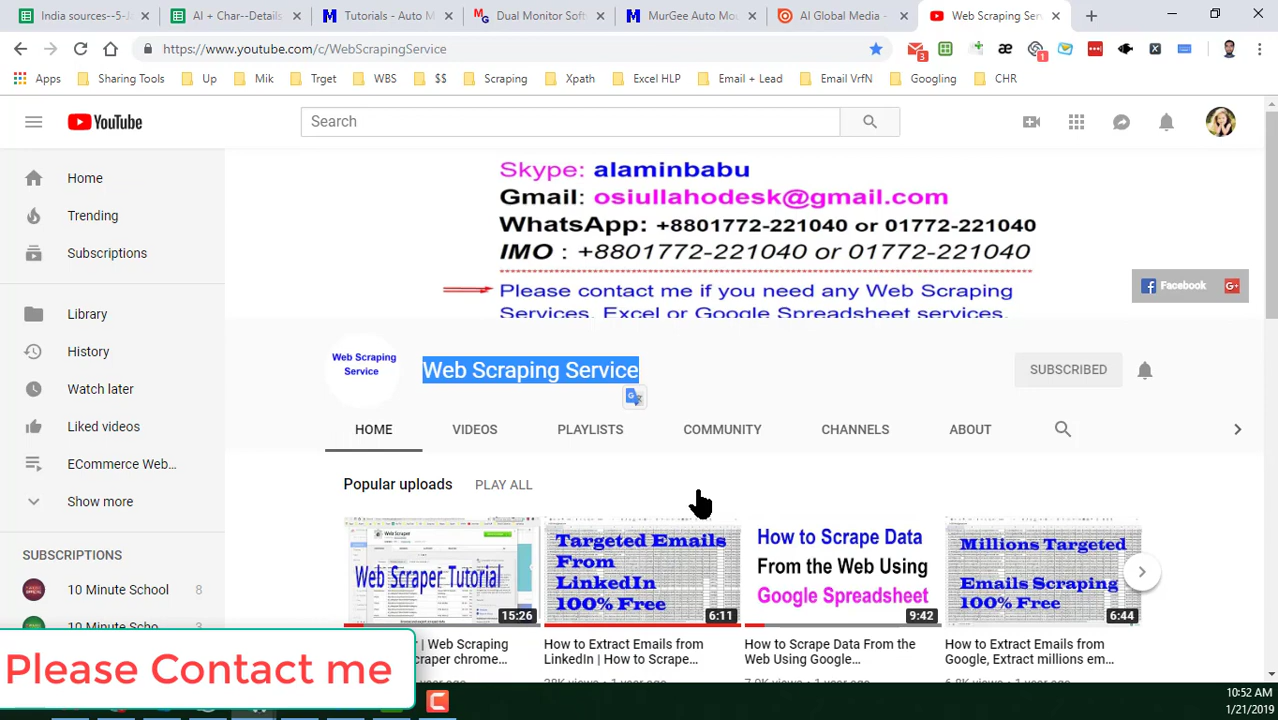 India sources--5-J
AI + Char--Details
Tutorials - Auto M
Dual Monitor Soft
MurGee Auto Mou
AI Global Media -
Web Scraping Serv
https://www.youtube.com/c/WebScrapingService
3
1
Apps
Sharing Tools
Up
Mik
Trget
WBS
$$
Scraping
Xpath
Excel HLP
Email + Lead
Email VrfN
Googling
CHR
YouTube
Search
Skype: alaminbabu
Gmail: osiullahodesk@gmail.com
WhatsApp: +8801772-221040 or 01772-221040
IMO : +8801772-221040 or 01772-221040
Please contact me if you need any Web Scraping
Services, Excel or Google Spreadsheet services.
Facebook
G+
Home
Trending
Subscriptions
Library
History
Watch later
Liked videos
ECommerce Web...
Show more
SUBSCRIPTIONS
10 Minute School 8
10 Minute Scho... 3
Web Scraping
Service
Web Scraping Service
SUBSCRIBED
HOME
VIDEOS
PLAYLISTS
COMMUNITY
CHANNELS
ABOUT
Popular uploads
PLAY ALL
Web Scraper Tutorial
15:26
Targeted Emails
From
LinkedIn
100% Free
6:11
How to Scrape Data
From the Web Using
Google Spreadsheet
9:42
Millions Targeted
Emails Scraping
100% Free
6:44
| Web Scraping
craper chrome...
How to Extract Emails from
LinkedIn | How to Scrape...
How to Scrape Data From the
Web Using Google...
How to Extract Emails from
Google, Extract millions em...
Please Contact me
10:52 AM
1/21/2019